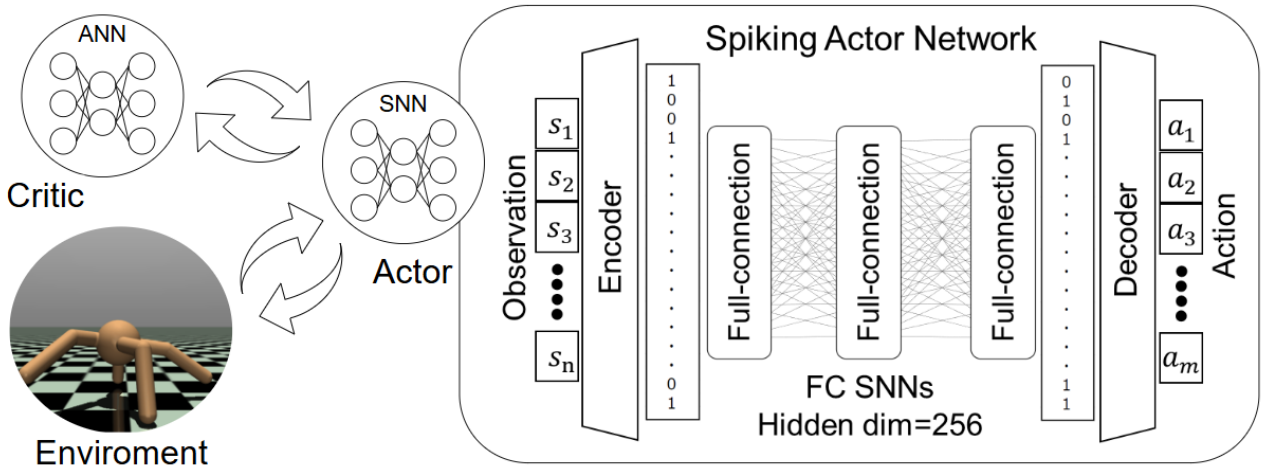 ANN
Critic
SNN
Actor
Enviroment
Spiking Actor Network
Observation
s₁
s₂
s₃
sₙ
Encoder
1
0
0
1
0
1
Full-connection
Full-connection
Full-connection
FC SNNs
Hidden dim=256
0
1
0
1
1
1
Decoder
a₁
a₂
a₃
aₘ
Action